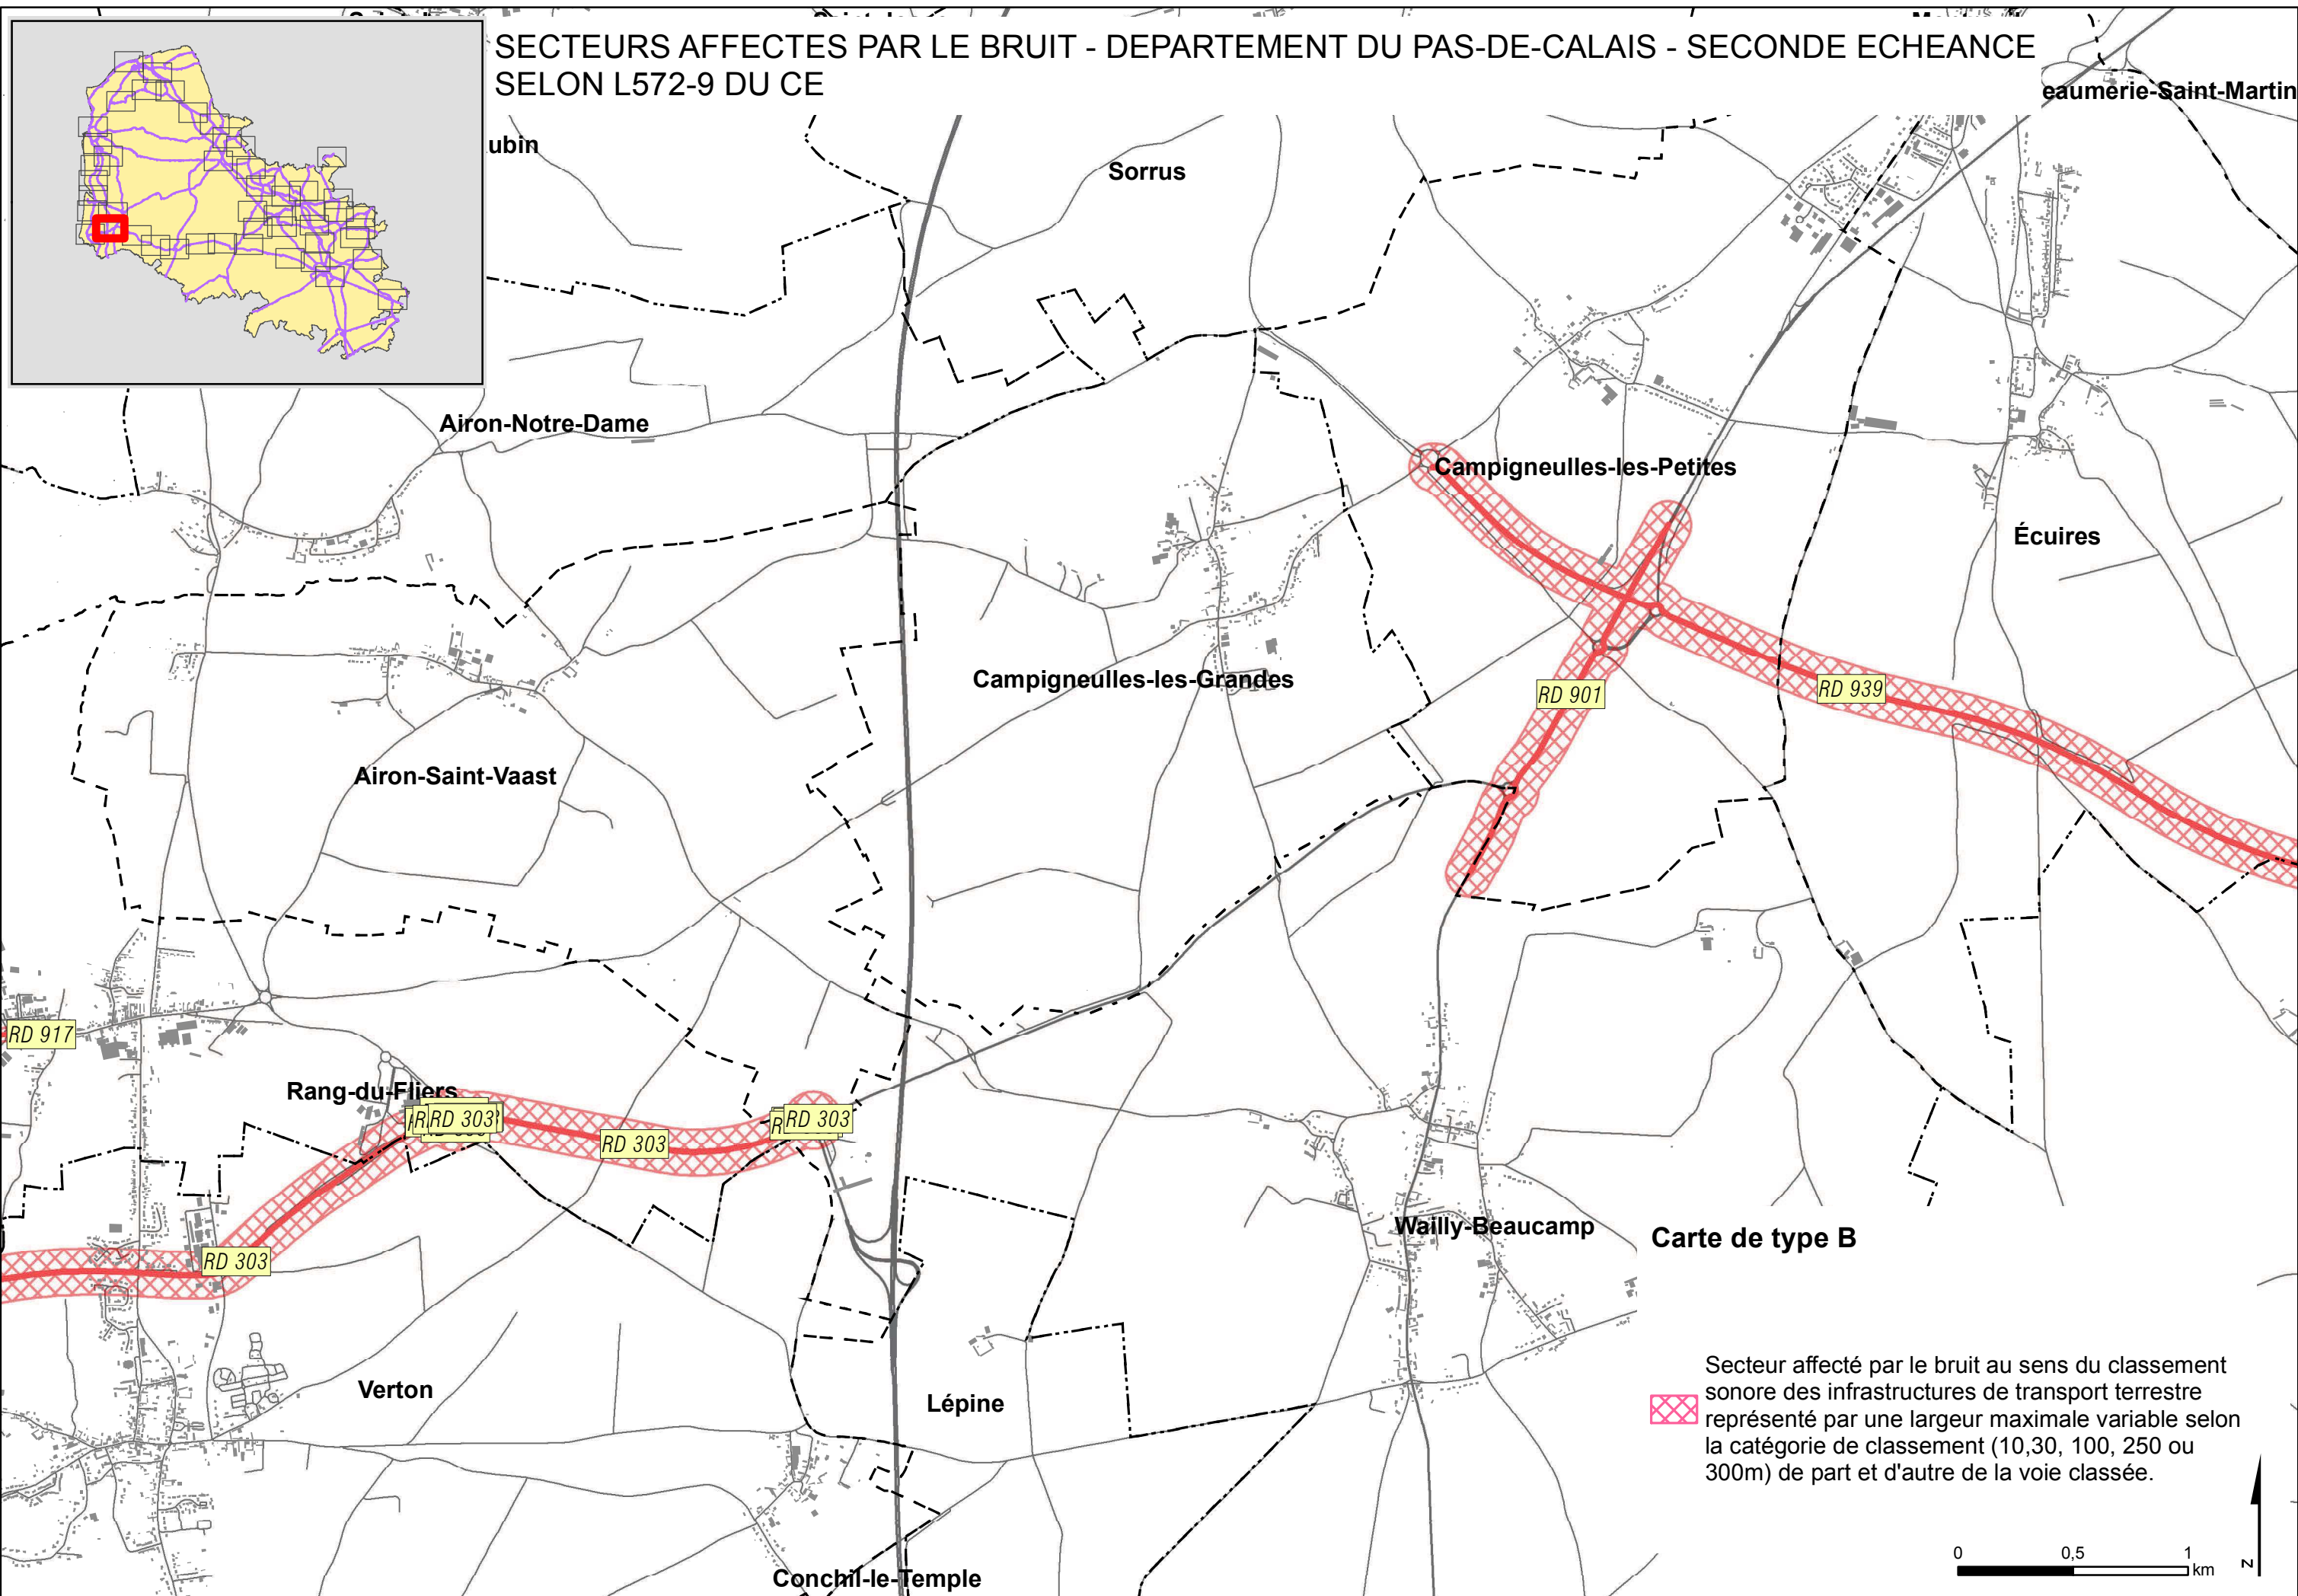 SECTEURS AFFECTES PAR LE BRUIT - DEPARTEMENT DU PAS-DE-CALAIS - SECONDE ECHEANCE
SELON L572-9 DU CE
eaumerie-Saint-Martin
ubin
Sorrus
Airon-Notre-Dame
Campigneulles-les-Petites
Écuires
Campigneulles-les-Grandes
RD 901
RD 939
Airon-Saint-Vaast
RD 917
Rang-du-Fliers
RD 303
RD 303
RD 303
RD 303
Wailly-Beaucamp
Carte de type B
Verton
Lépine
Secteur affecté par le bruit au sens du classement
sonore des infrastructures de transport terrestre
représenté par une largeur maximale variable selon
la catégorie de classement (10,30, 100, 250 ou
300m) de part et d'autre de la voie classée.
0 0,5 1
km
N
Conchil-le-Temple